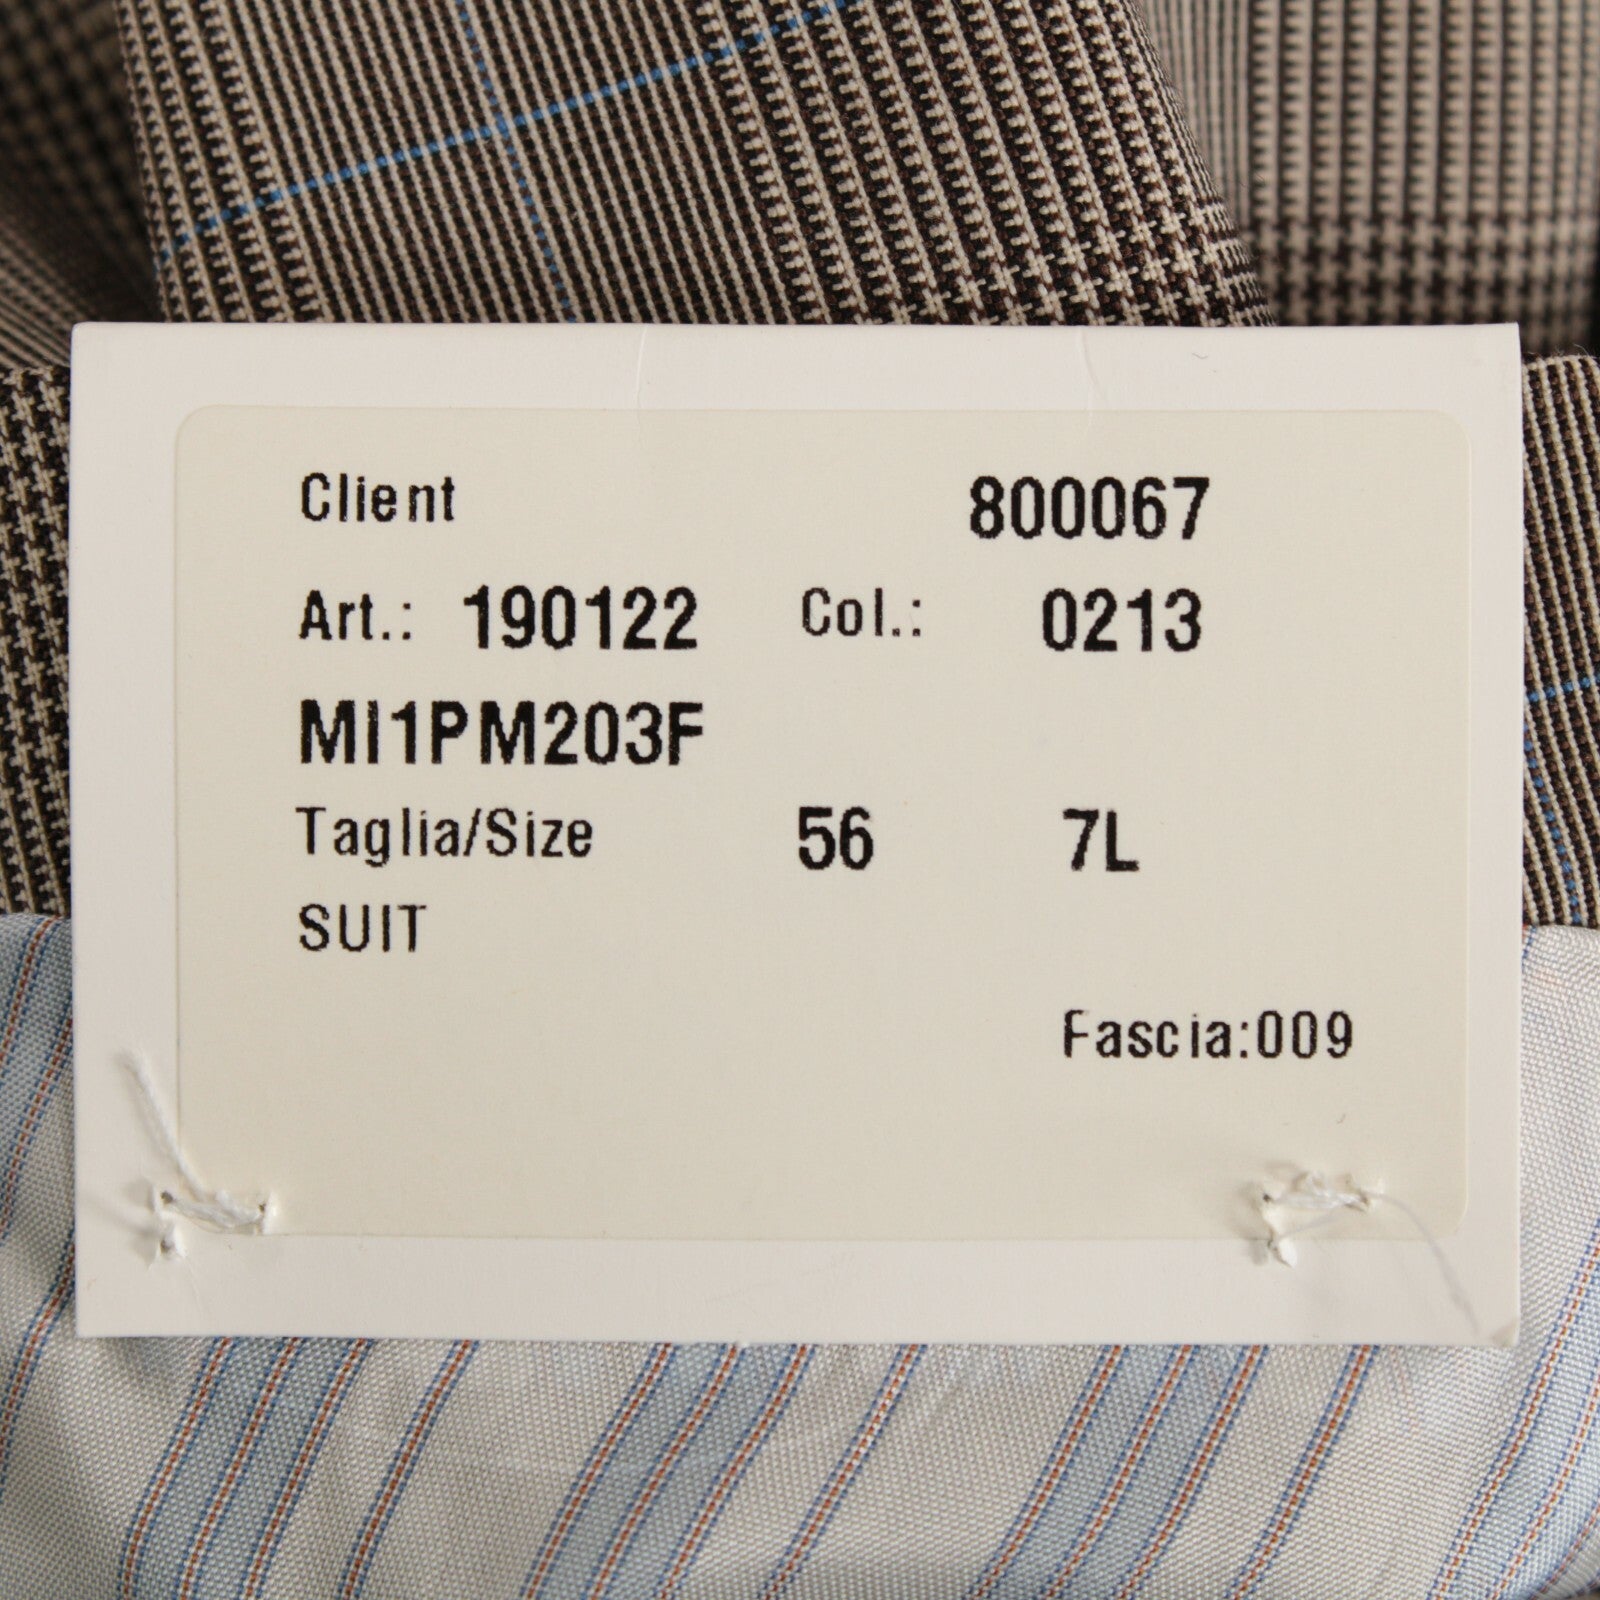 Client 800067
Art.: 190122 Col.: 0213
MI1PM203F
Taglia/Size 56 7L
SUIT
Fascia:009